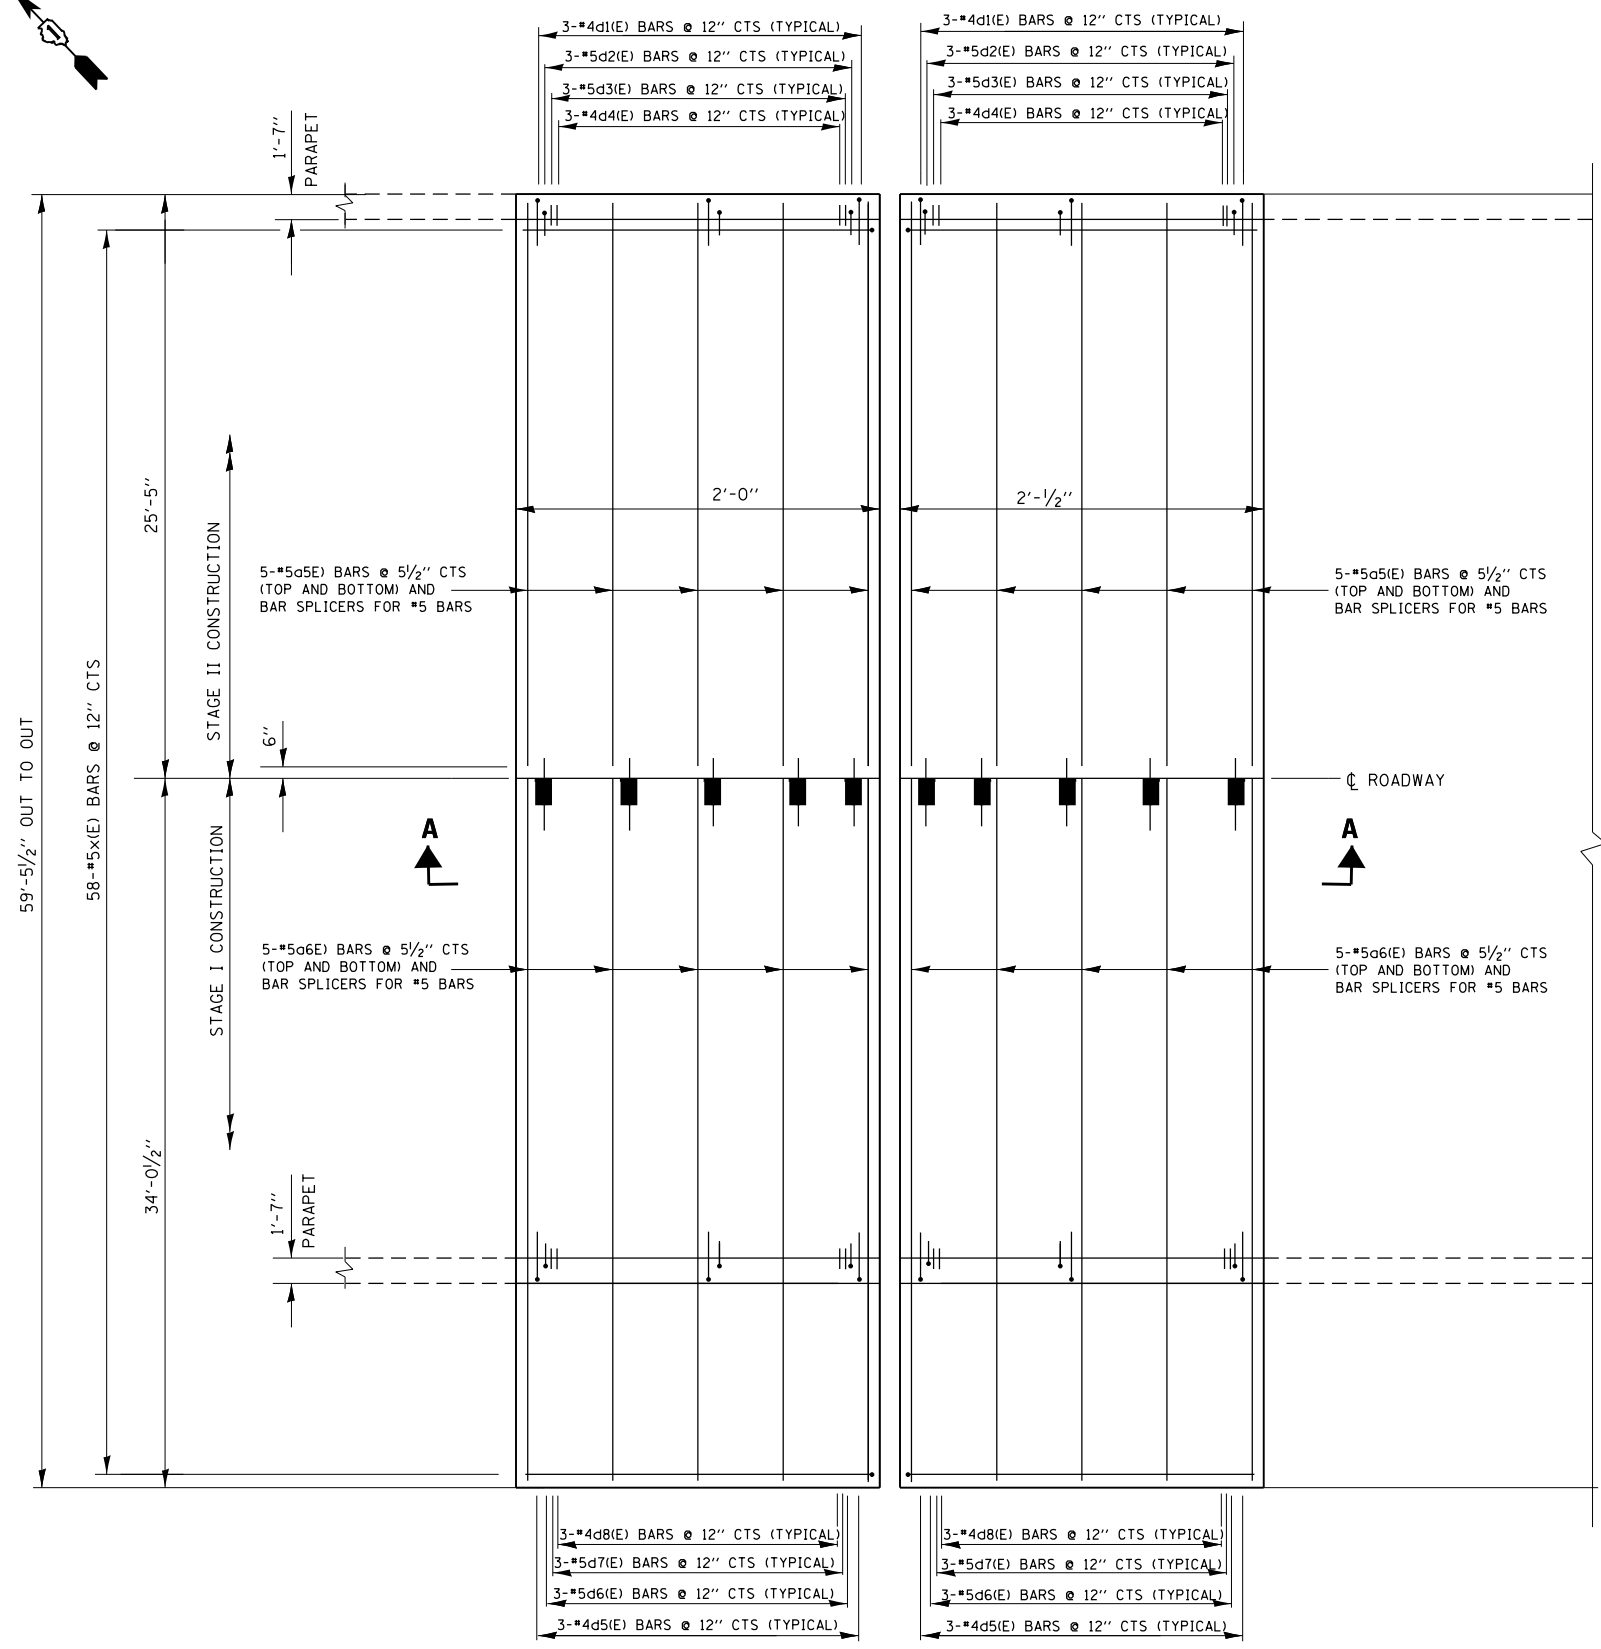 3-#4d1(E) BARS @ 12" CTS (TYPICAL)
3-#5d2(E) BARS @ 12" CTS (TYPICAL)
3-#5d3(E) BARS @ 12" CTS (TYPICAL)
3-#4d4(E) BARS @ 12" CTS (TYPICAL)
3-#4d1(E) BARS @ 12" CTS (TYPICAL)
3-#5d2(E) BARS @ 12" CTS (TYPICAL)
3-#5d3(E) BARS @ 12" CTS (TYPICAL)
3-#4d4(E) BARS @ 12" CTS (TYPICAL)
1'-7"
PARAPET
25'-5"
2'-0"
2'-½"
STAGE II CONSTRUCTION
5-#5a5E) BARS @ 5½" CTS
(TOP AND BOTTOM) AND
BAR SPLICERS FOR #5 BARS
5-#5a5(E) BARS @ 5½" CTS
(TOP AND BOTTOM) AND
BAR SPLICERS FOR #5 BARS
59'-5½" OUT TO OUT
58-#5x(E) BARS @ 12" CTS
6"
℄ ROADWAY
A
A
STAGE I CONSTRUCTION
5-#5a6E) BARS @ 5½" CTS
(TOP AND BOTTOM) AND
BAR SPLICERS FOR #5 BARS
5-#5a6(E) BARS @ 5½" CTS
(TOP AND BOTTOM) AND
BAR SPLICERS FOR #5 BARS
34'-0½"
1'-7"
PARAPET
3-#4d8(E) BARS @ 12" CTS (TYPICAL)
3-#5d7(E) BARS @ 12" CTS (TYPICAL)
3-#5d6(E) BARS @ 12" CTS (TYPICAL)
3-#4d5(E) BARS @ 12" CTS (TYPICAL)
3-#4d8(E) BARS @ 12" CTS (TYPICAL)
3-#5d7(E) BARS @ 12" CTS (TYPICAL)
3-#5d6(E) BARS @ 12" CTS (TYPICAL)
3-#4d5(E) BARS @ 12" CTS (TYPICAL)